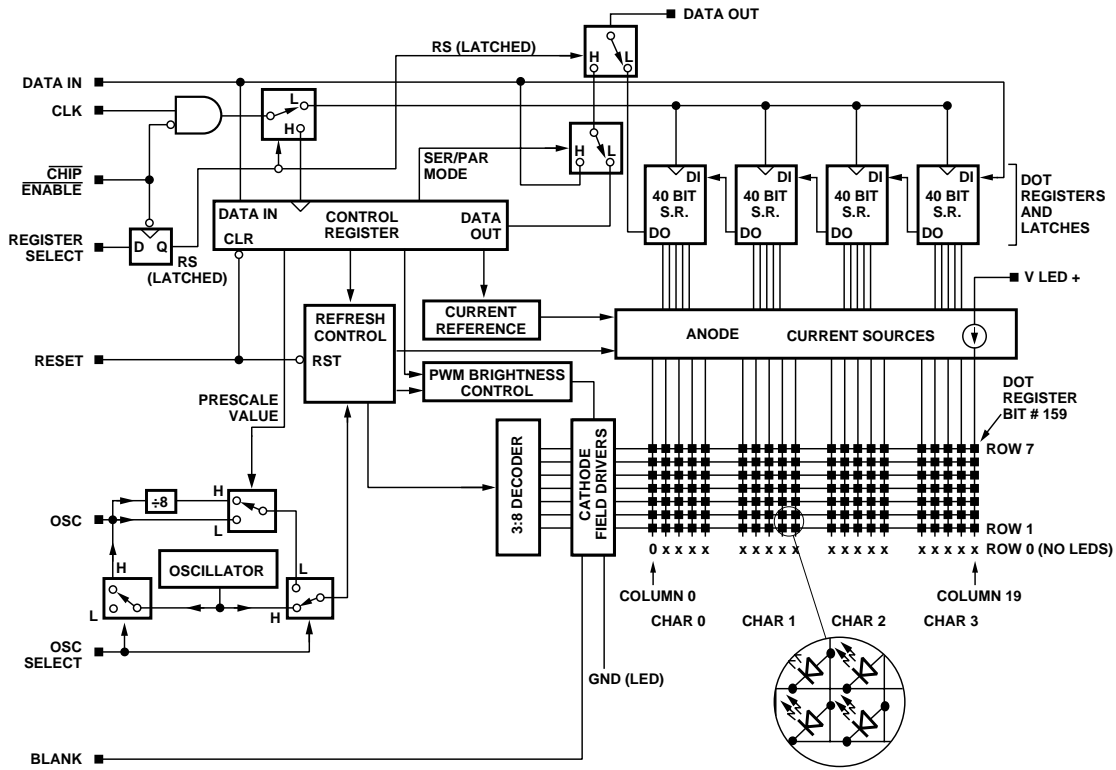 DATA OUT
RS (LATCHED)
H
L
DATA IN
CLK
L
H
H
L
CHIP
ENABLE
SER/PAR
MODE
DI
40 BIT
S.R.
DO
DI
40 BIT
S.R.
DO
DI
40 BIT
S.R.
DO
DI
40 BIT
S.R.
DO
DOT
REGISTERS
AND
LATCHES
REGISTER
SELECT
D
Q
RS
(LATCHED)
DATA IN
CLR
CONTROL
REGISTER
DATA
OUT
V LED +
CURRENT
REFERENCE
ANODE
CURRENT SOURCES
REFRESH
CONTROL
RST
RESET
PWM BRIGHTNESS
CONTROL
PRESCALE
VALUE
DOT
REGISTER
BIT # 159
3:8 DECODER
CATHODE
FIELD DRIVERS
ROW 7
OSC
÷8
H
L
ROW 1
0 x x x x
x x x x x
x x x x x
x x x x x
ROW 0 (NO LEDS)
OSCILLATOR
H
L
L
H
COLUMN 0
COLUMN 19
CHAR 0
CHAR 1
CHAR 2
CHAR 3
OSC
SELECT
GND (LED)
BLANK